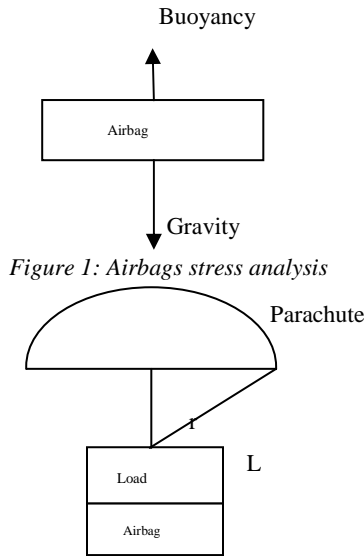 Buoyancy
Airbag
Gravity
Figure 1: Airbags stress analysis
Parachute
r
Load
L
Airbag